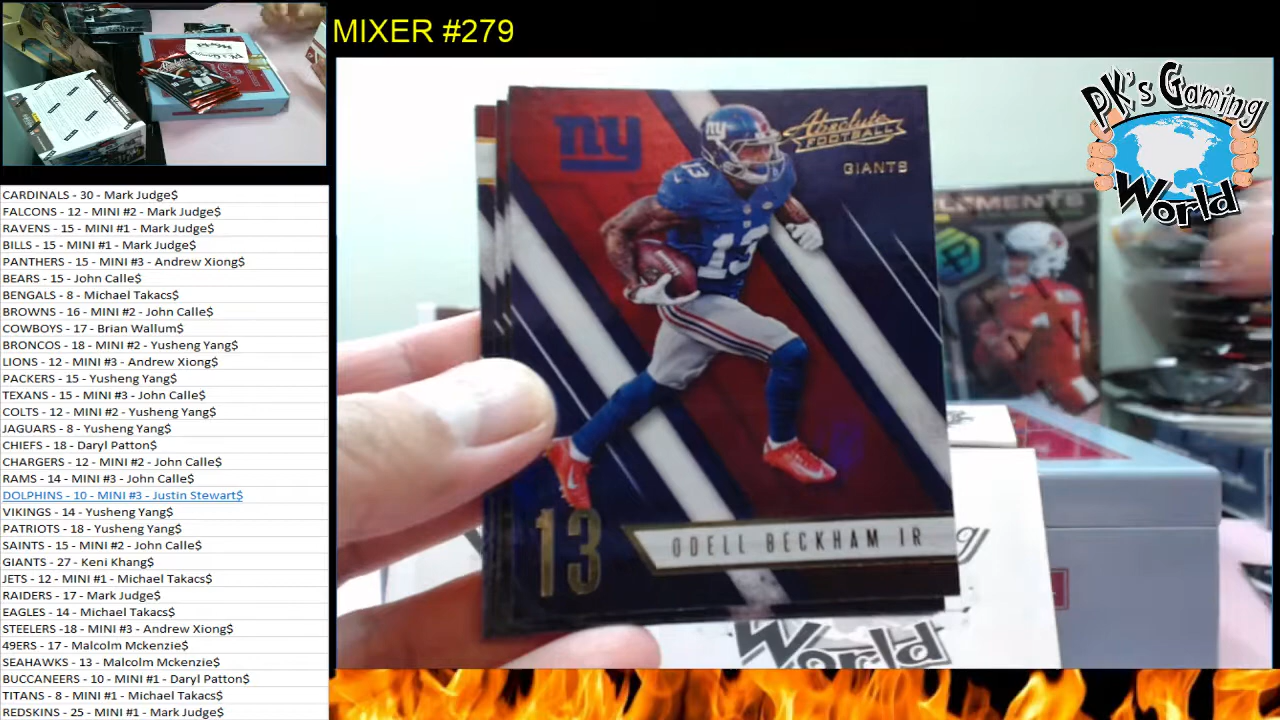 MIXER #279
PK's Gaming World
CARDINALS - 30 - Mark Judge$
FALCONS - 12 - MINI #2 - Mark Judge$
RAVENS - 15 - MINI #1 - Mark Judge$
BILLS - 15 - MINI #1 - Mark Judge$
PANTHERS - 15 - MINI #3 - Andrew Xiong$
BEARS - 15 - John Calle$
BENGALS - 8 - Michael Takacs$
BROWNS - 16 - MINI #2 - John Calle$
COWBOYS - 17 - Brian Wallum$
BRONCOS - 18 - MINI #2 - Yusheng Yang$
LIONS - 12 - MINI #3 - Andrew Xiong$
PACKERS - 15 - Yusheng Yang$
TEXANS - 15 - MINI #3 - John Calle$
COLTS - 12 - MINI #2 - Yusheng Yang$
JAGUARS - 8 - Yusheng Yang$
CHIEFS - 18 - Daryl Patton$
CHARGERS - 12 - MINI #2 - John Calle$
RAMS - 14 - MINI #3 - John Calle$
DOLPHINS - 10 - MINI #3 - Justin Stewart$
VIKINGS - 14 - Yusheng Yang$
PATRIOTS - 18 - Yusheng Yang$
SAINTS - 15 - MINI #2 - John Calle$
GIANTS - 27 - Keni Khang$
JETS - 12 - MINI #1 - Michael Takacs$
RAIDERS - 17 - Mark Judge$
EAGLES - 14 - Michael Takacs$
STEELERS -18 - MINI #3 - Andrew Xiong$
49ERS - 17 - Malcolm Mckenzie$
SEAHAWKS - 13 - Malcolm Mckenzie$
BUCCANEERS - 10 - MINI #1 - Daryl Patton$
TITANS - 8 - MINI #1 - Michael Takacs$
REDSKINS - 25 - MINI #1 - Mark Judge$
ny
Absolute
FOOTBALL
GIANTS
ny
13
13
13
ODELL BECKHAM JR
World